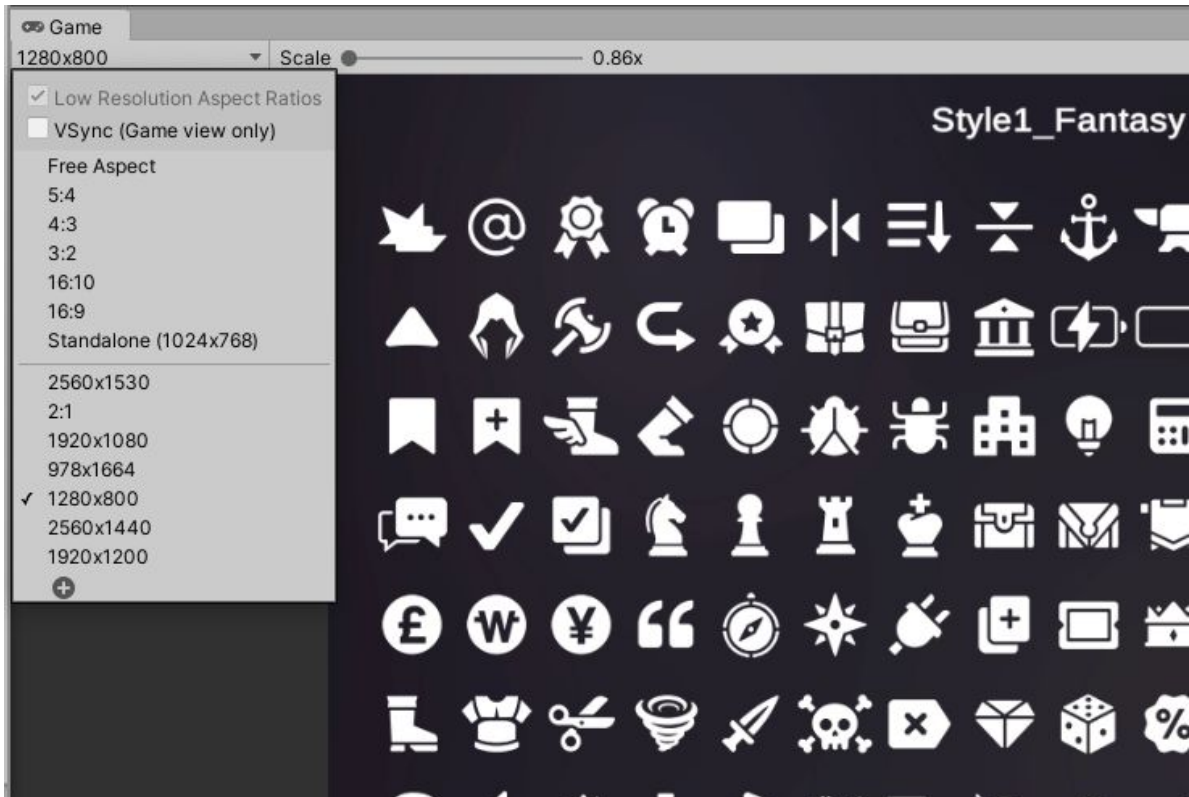 Game
1280x800
Scale
0.86x
Low Resolution Aspect Ratios
VSync (Game view only)
Free Aspect
5:4
4:3
3:2
16:10
16:9
Standalone (1024x768)
2560x1530
2:1
1920x1080
978x1664
1280x800
2560x1440
1920x1200
Style1_Fantasy